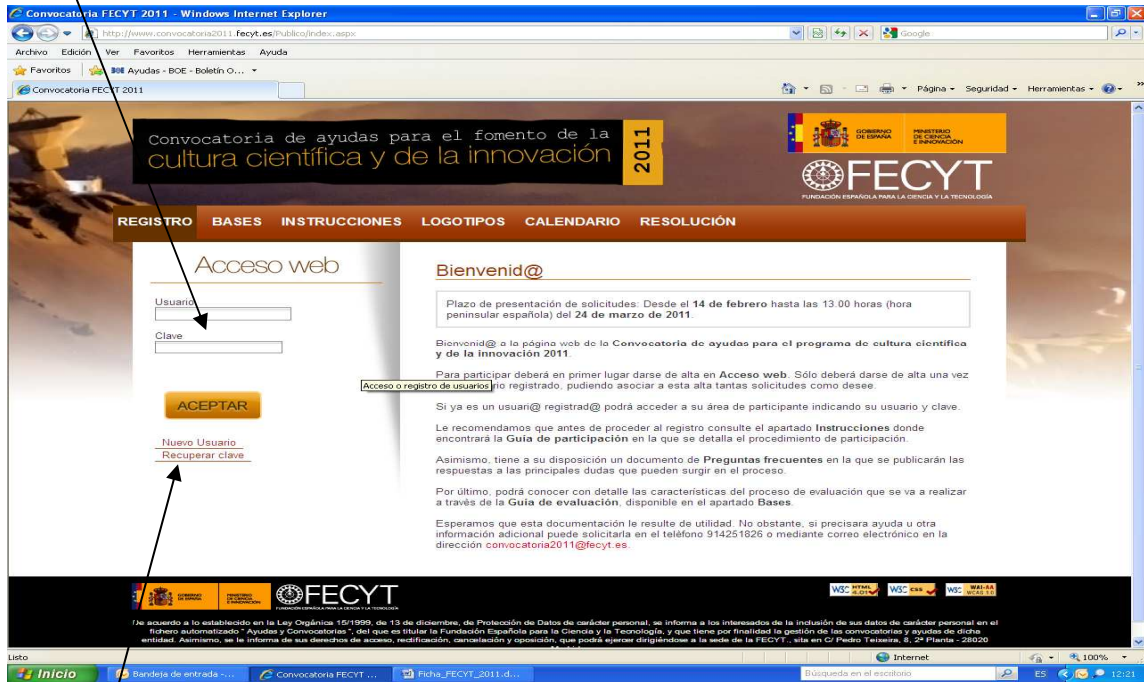 Convocatoria FECYT 2011 - Windows Internet Explorer
http://www.convocatoria2011.fecyt.es/Publico/index.aspx
Google
Archivo Edición Ver Favoritos Herramientas Ayuda
Favoritos Ayudas - BOE - Boletín O...
Convocatoria FECYT 2011
Página Seguridad Herramientas
Convocatoria de ayudas para el fomento de la
cultura científica y de la innovación
2011
GOBIERNO DE ESPAÑA
MINISTERIO DE CIENCIA E INNOVACIÓN
FECYT
FUNDACIÓN ESPAÑOLA PARA LA CIENCIA Y LA TECNOLOGÍA
REGISTRO BASES INSTRUCCIONES LOGOTIPOS CALENDARIO RESOLUCIÓN
Acceso web
Usuario
Clave
ACEPTAR
Nuevo Usuario
Recuperar clave
Bienvenid@
Plazo de presentación de solicitudes: Desde el 14 de febrero hasta las 13.00 horas (hora
peninsular española) del 24 de marzo de 2011.
Bienvenid@ a la página web de la Convocatoria de ayudas para el programa de cultura científica
y de la innovación 2011.
Para participar deberá en primer lugar darse de alta en Acceso web. Sólo deberá darse de alta una vez
Acceso o registro de usuarios
rio registrado, pudiendo asociar a esta alta tantas solicitudes como desee.
Si ya es un usuari@ registrad@ podrá acceder a su área de participante indicando su usuario y clave.
Le recomendamos que antes de proceder al registro consulte el apartado Instrucciones donde
encontrará la Guía de participación en la que se detalla el procedimiento de participación.
Asimismo, tiene a su disposición un documento de Preguntas frecuentes en la que se publicarán las
respuestas a las principales dudas que pueden surgir en el proceso.
Por último, podrá conocer con detalle las características del proceso de evaluación que se va a realizar
a través de la Guía de evaluación, disponible en el apartado Bases.
Esperamos que esta documentación le resulte de utilidad. No obstante, si precisara ayuda u otra
información adicional puede solicitarla en el teléfono 914251826 o mediante correo electrónico en la
dirección convocatoria2011@fecyt.es.
FECYT
W3C HTML 4.01 W3C css W3C WAI-AA WCAG 1.0
De acuerdo a lo establecido en la Ley Orgánica 15/1999, de 13 de diciembre, de Protección de Datos de carácter personal, se informa a los interesados de la inclusión de sus datos de carácter personal en el
fichero automatizado "Ayudas y Convocatorias", del que es titular la Fundación Española para la Ciencia y la Tecnología, y que tiene por finalidad la gestión de las convocatorias y ayudas de dicha
entidad. Asimismo, se le informa de sus derechos de acceso, rectificación, cancelación y oposición, que podrá ejercer dirigiéndose a la sede de la FECYT., sita en C/ Pedro Teixeira, 8, 2ª Planta - 28020
Listo Internet 100%
Inicio Bandeja de entrada -... Convocatoria FECYT ... Ficha_FECYT_2011.d... Búsqueda en el escritorio ES 12:21